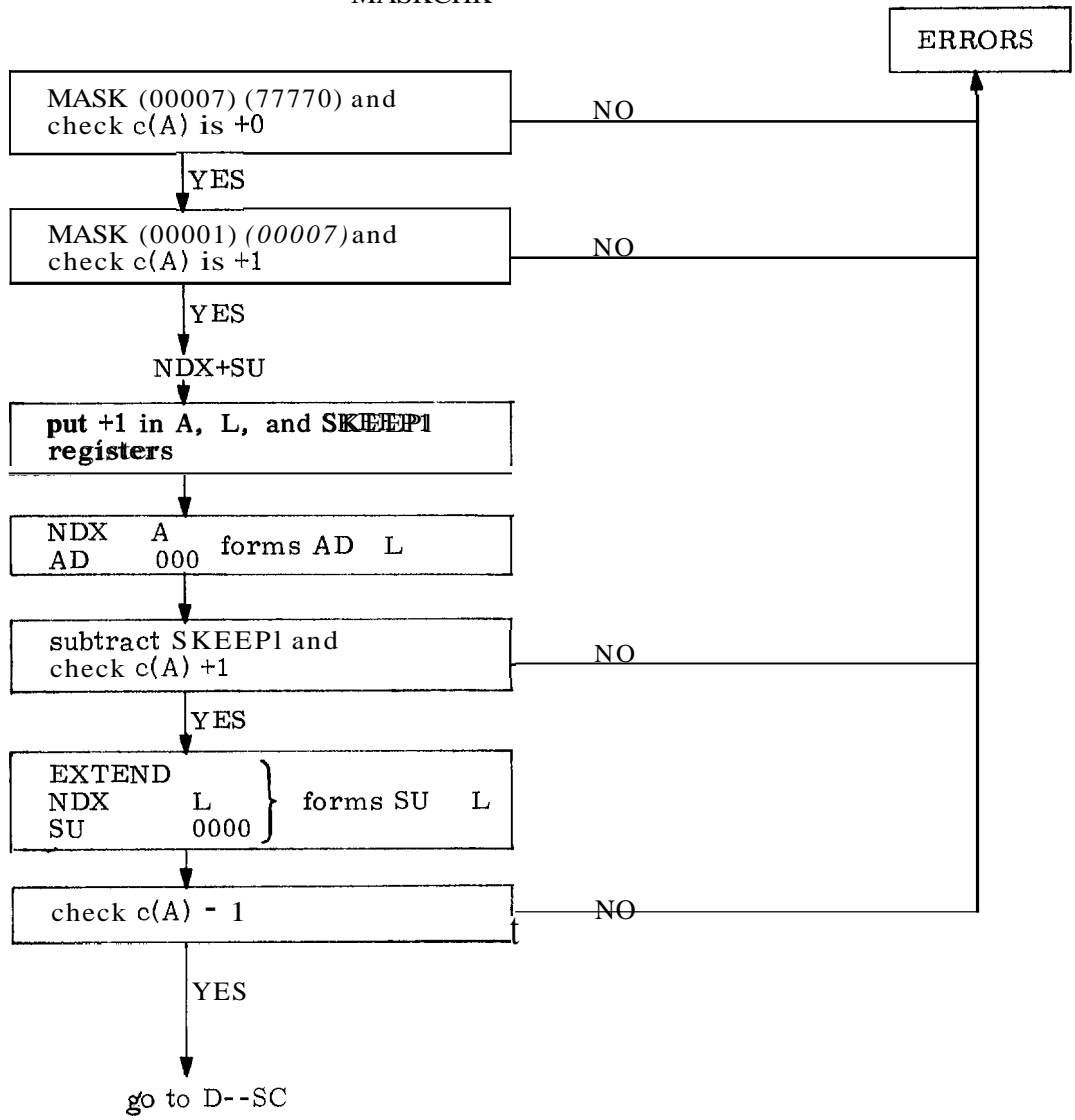 MASKCHK
ERRORS
MASK (00007) (77770) and
check c(A) is +0
NO
YES
MASK (00001) (00007) and
check c(A) is +1
NO
YES
NDX+SU
put +1 in A, L, and SKEEP1
registers
NDX A
AD 000 forms AD L
subtract SKEEP1 and
check c(A) +1
NO
YES
EXTEND
NDX L forms SU L
SU 0000
check c(A) - 1
NO
YES
go to D--SC